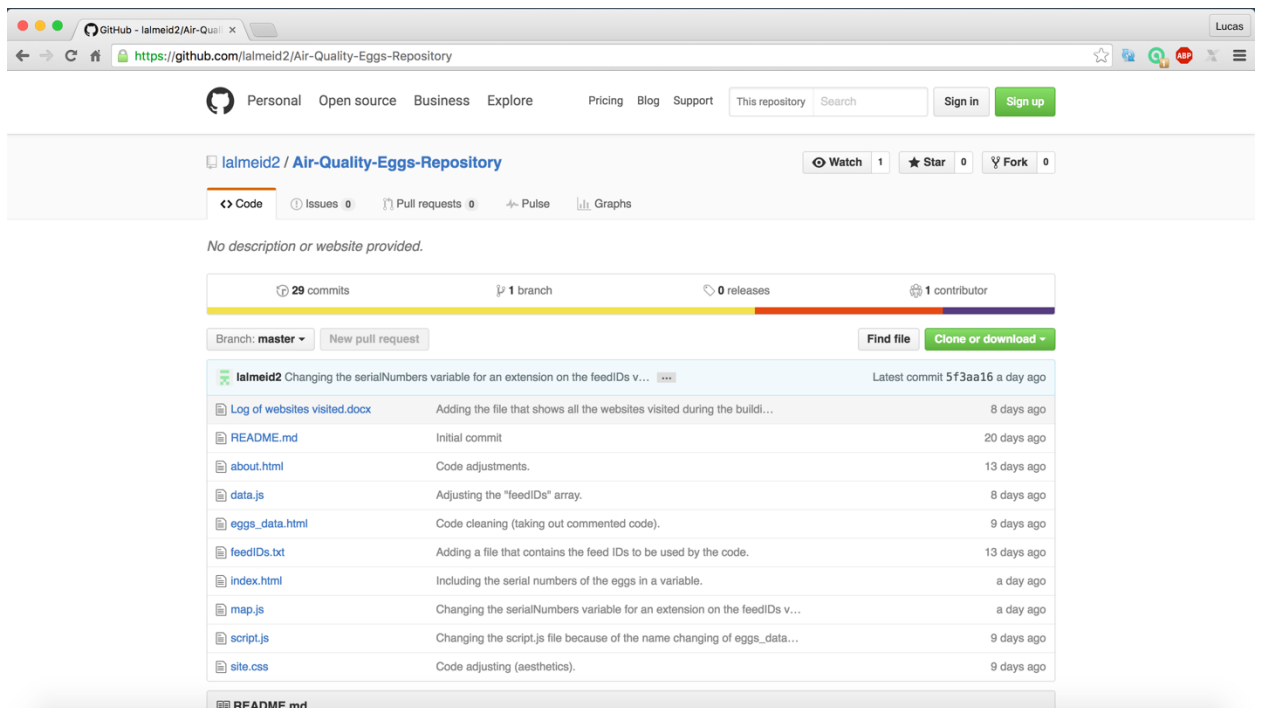 GitHub - lalmeid2/Air-Qual
Lucas
https://github.com/lalmeid2/Air-Quality-Eggs-Repository
ABP
Personal Open source Business Explore Pricing Blog Support This repository Search Sign in Sign up
lalmeid2 / Air-Quality-Eggs-Repository
Watch 1 Star 0 Fork 0
Code Issues 0 Pull requests 0 Pulse Graphs
No description or website provided.
29 commits 1 branch 0 releases 1 contributor
Branch: master New pull request Find file Clone or download
lalmeid2 Changing the serialNumbers variable for an extension on the feedIDs v… … Latest commit 5f3aa16 a day ago
Log of websites visited.docx Adding the file that shows all the websites visited during the buildi… 8 days ago
README.md Initial commit 20 days ago
about.html Code adjustments. 13 days ago
data.js Adjusting the "feedIDs" array. 8 days ago
eggs_data.html Code cleaning (taking out commented code). 9 days ago
feedIDs.txt Adding a file that contains the feed IDs to be used by the code. 13 days ago
index.html Including the serial numbers of the eggs in a variable. a day ago
map.js Changing the serialNumbers variable for an extension on the feedIDs v… a day ago
script.js Changing the script.js file because of the name changing of eggs_data… 9 days ago
site.css Code adjusting (aesthetics). 9 days ago
README.md